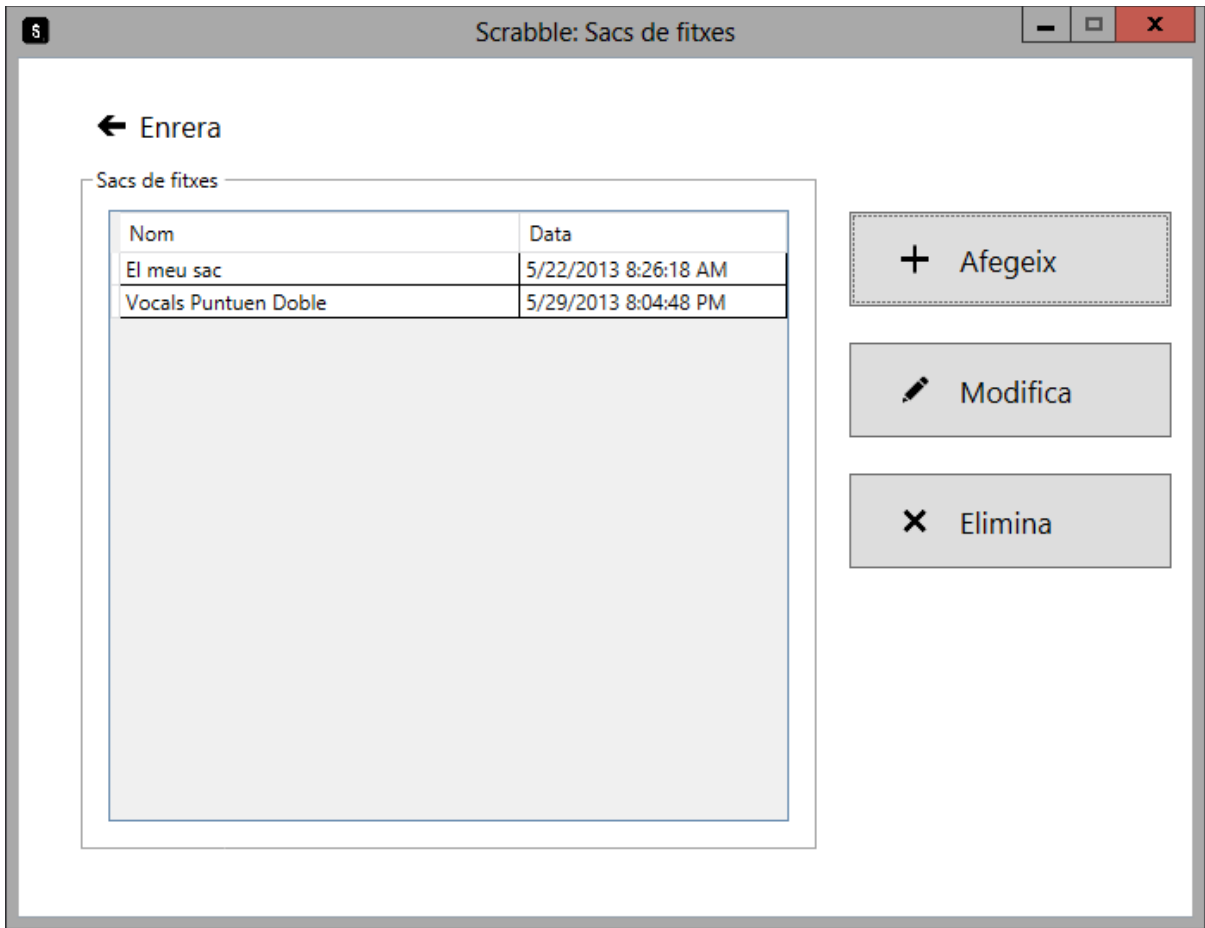 Scrabble: Sacs de fitxes
Enrera
Sacs de fitxes
Nom Data
El meu sac 5/22/2013 8:26:18 AM
Vocals Puntuen Doble 5/29/2013 8:04:48 PM
Afegeix
Modifica
Elimina